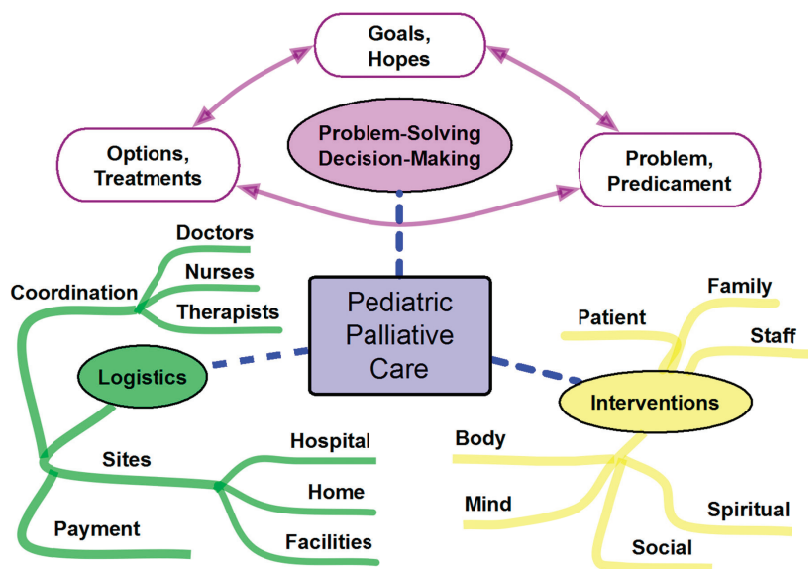 Goals,
Hopes
Problem-Solving
Decision-Making
Options,
Treatments
Problem,
Predicament
Doctors
Nurses
Coordination
Therapists
Logistics
Pediatric
Palliative
Care
Family
Patient
Staff
Interventions
Hospital
Sites
Home
Payment
Facilities
Body
Mind
Spiritual
Social